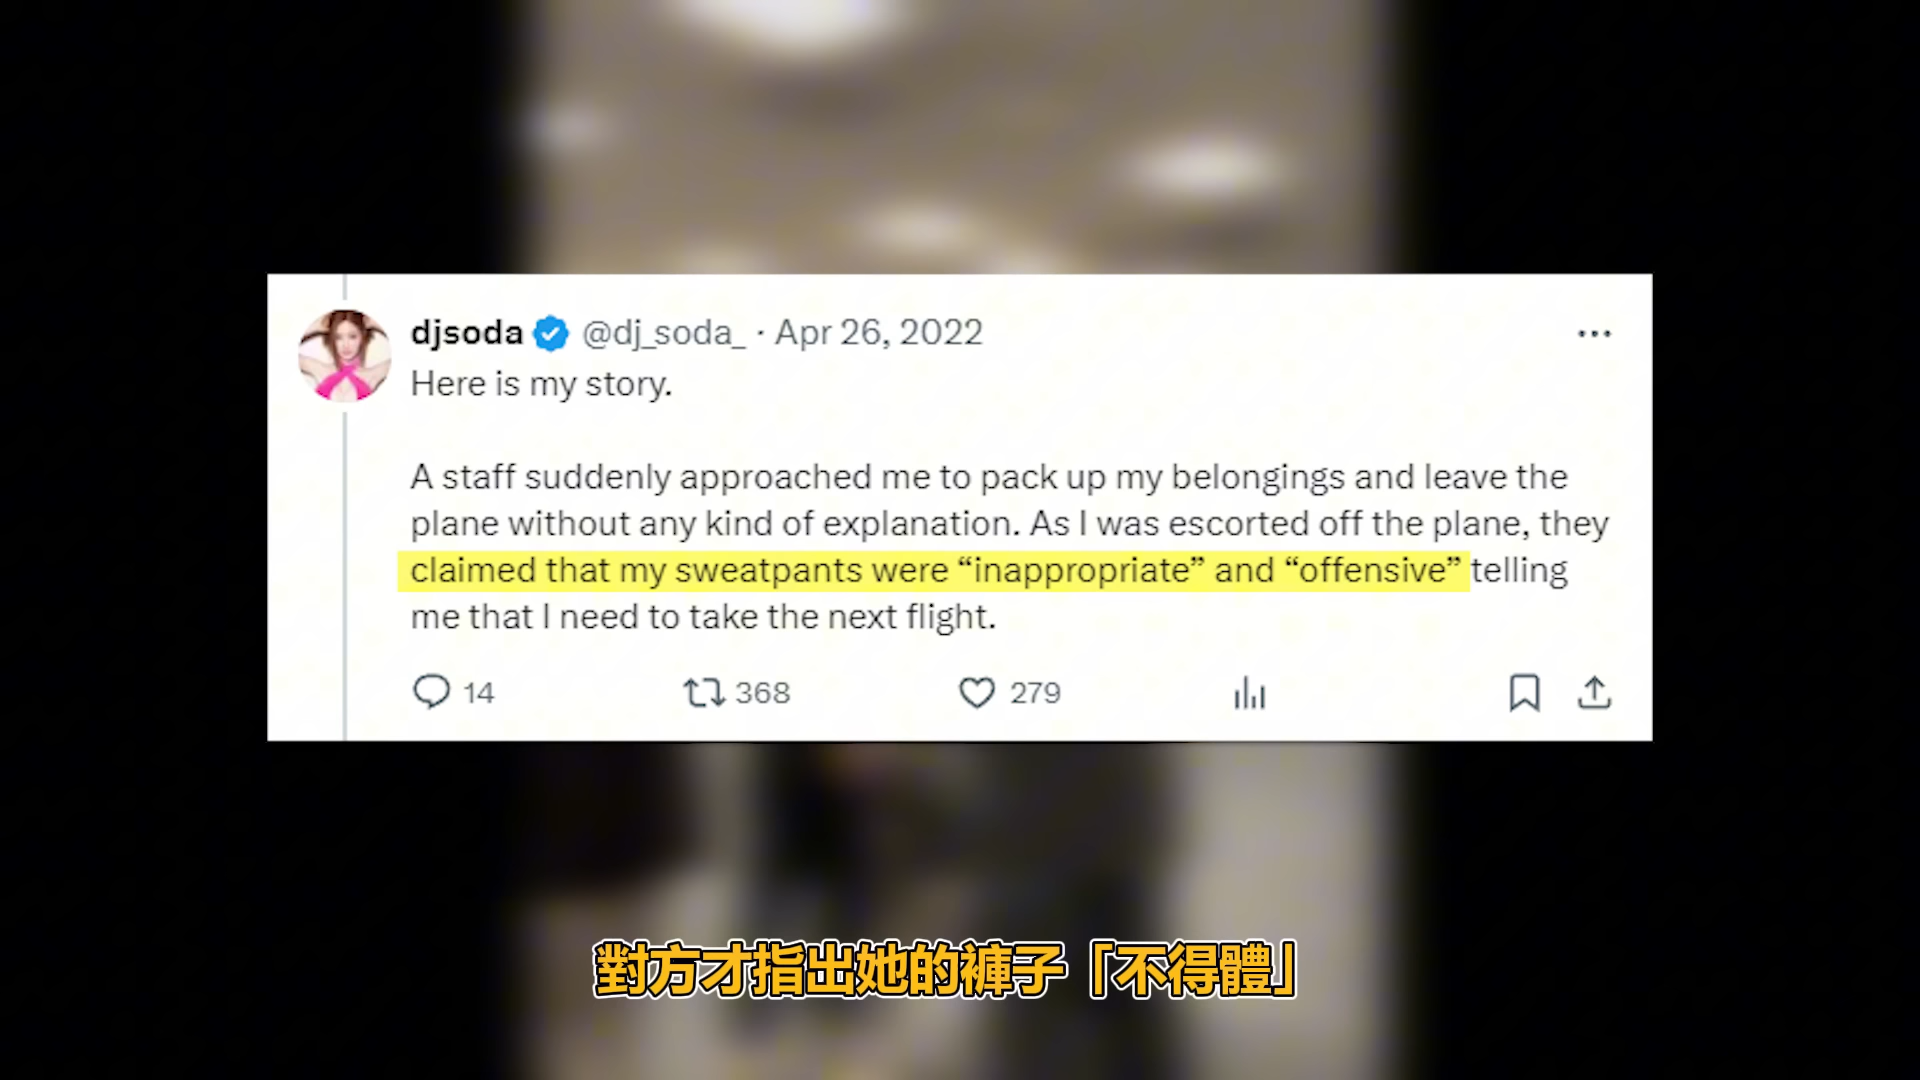 djsoda @dj_soda_ · Apr 26, 2022
Here is my story.
A staff suddenly approached me to pack up my belongings and leave the
plane without any kind of explanation. As I was escorted off the plane, they
claimed that my sweatpants were “inappropriate” and “offensive” telling
me that I need to take the next flight.
14 368 279
對方才指出她的褲子「不得體」